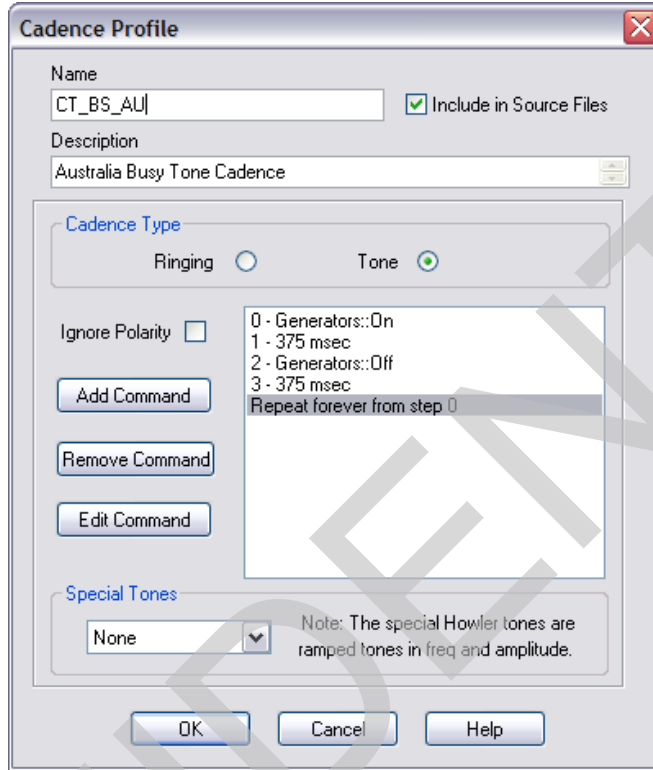 Cadence Profile
Name
CT_BS_AU
Include in Source Files
Description
Australia Busy Tone Cadence
Cadence Type
Ringing
Tone
Ignore Polarity
0 - Generators::On
1 - 375 msec
2 - Generators::Off
3 - 375 msec
Repeat forever from step 0
Add Command
Remove Command
Edit Command
Special Tones
None
Note: The special Howler tones are
ramped tones in freq and amplitude.
OK
Cancel
Help